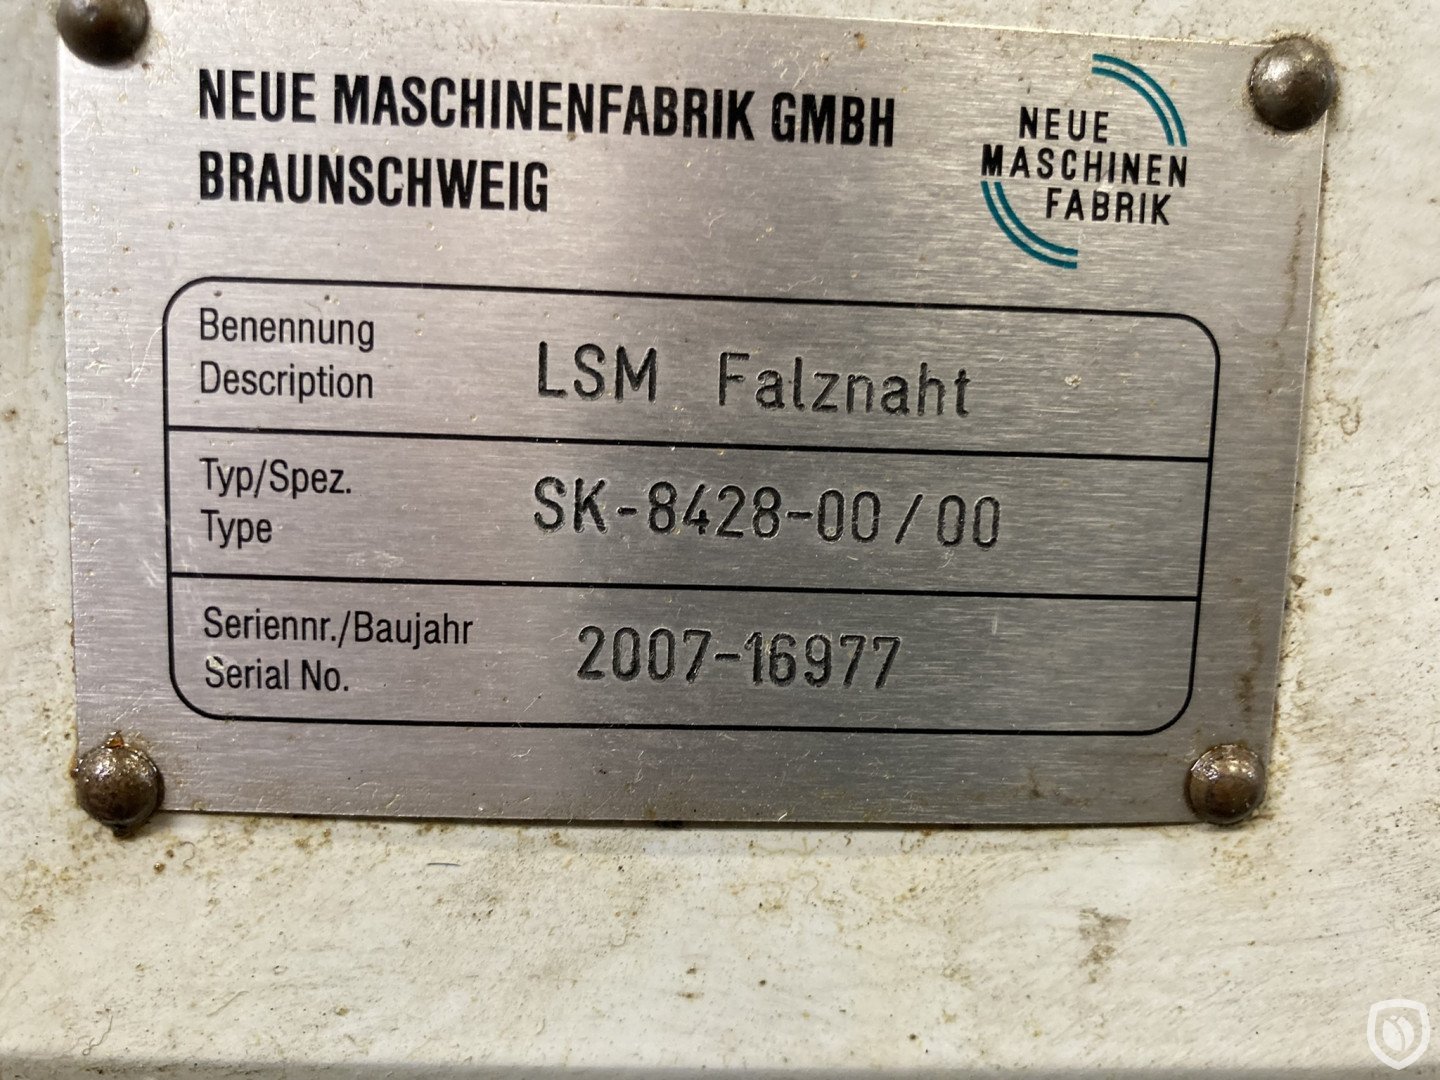 NEUE MASCHINENFABRIK GMBH
BRAUNSCHWEIG
NEUE
MASCHINEN
FABRIK
Benennung
Description
LSM Falznaht
Typ/Spez.
Type
SK-8428-00/00
Seriennr./Baujahr
Serial No.
2007-16977